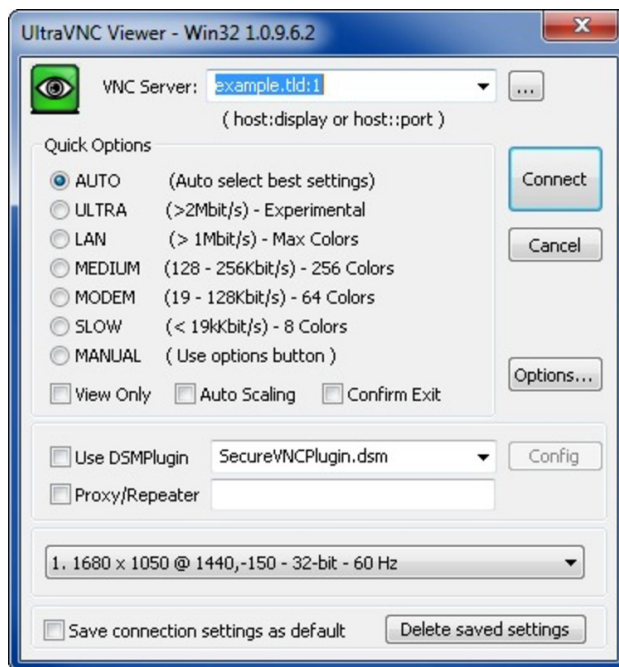 UltraVNC Viewer - Win32 1.0.9.6.2
VNC Server: example.tld:1 ...
( host:display or host::port )
Quick Options
AUTO (Auto select best settings)
Connect
ULTRA (>2Mbit/s) - Experimental
LAN (> 1Mbit/s) - Max Colors
Cancel
MEDIUM (128 - 256Kbit/s) - 256 Colors
MODEM (19 - 128Kbit/s) - 64 Colors
SLOW (< 19kKbit/s) - 8 Colors
MANUAL ( Use options button )
Options...
View Only Auto Scaling Confirm Exit
Use DSMPlugin SecureVNCPlugin.dsm Config
Proxy/Repeater
1. 1680 x 1050 @ 1440,-150 - 32-bit - 60 Hz
Save connection settings as default Delete saved settings